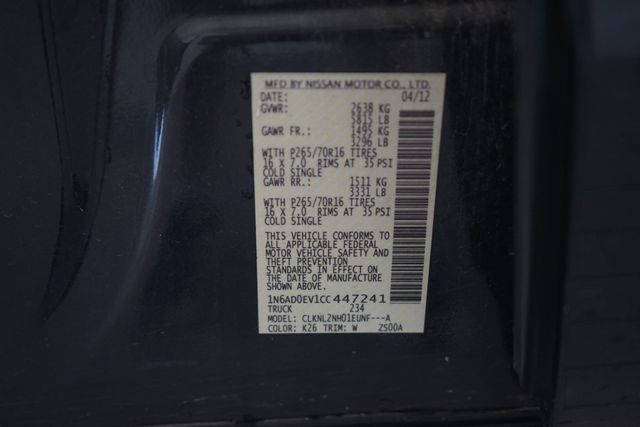 MFD BY NISSAN MOTOR CO., LTD.
DATE: 04/12
GVWR: 2638 KG
5815 LB
GAWR FR.: 1495 KG
3296 LB
WITH P265/70R16 TIRES
16 X 7.0 RIMS AT 35 PSI
COLD SINGLE
GAWR RR.: 1511 KG
3331 LB
WITH P265/70R16 TIRES
16 X 7.0 RIMS AT 35 PSI
COLD SINGLE
THIS VEHICLE CONFORMS TO
ALL APPLICABLE FEDERAL
MOTOR VEHICLE SAFETY AND
THEFT PREVENTION
STANDARDS IN EFFECT ON
THE DATE OF MANUFACTURE
SHOWN ABOVE.
1N6AD0EV1CC447241
TRUCK 234
MODEL: CLKNL2NH01EUNF---A
COLOR: K26 TRIM: W ZS00A